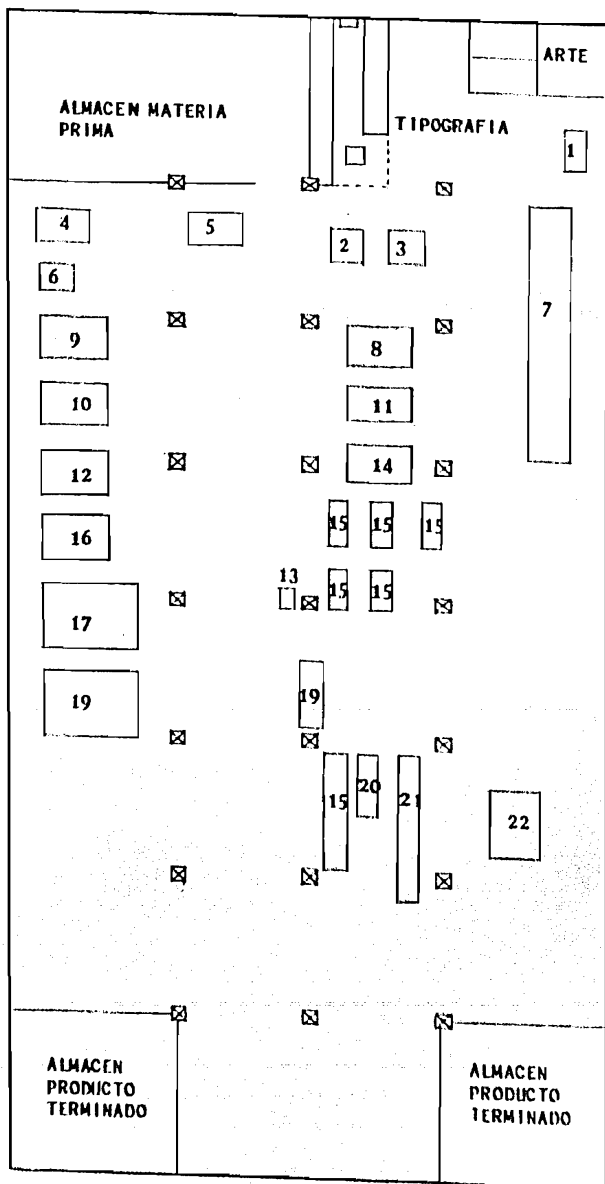 ARTE
ALMACEN MATERIA
PRIMA
TIPOGRAFIA
1
4
5
2
3
6
7
9
8
10
11
12
14
15
15
15
16
13
15
15
17
19
19
15
20
21
22
ALMACEN
PRODUCTO
TERMINADO
ALMACEN
PRODUCTO
TERMINADO